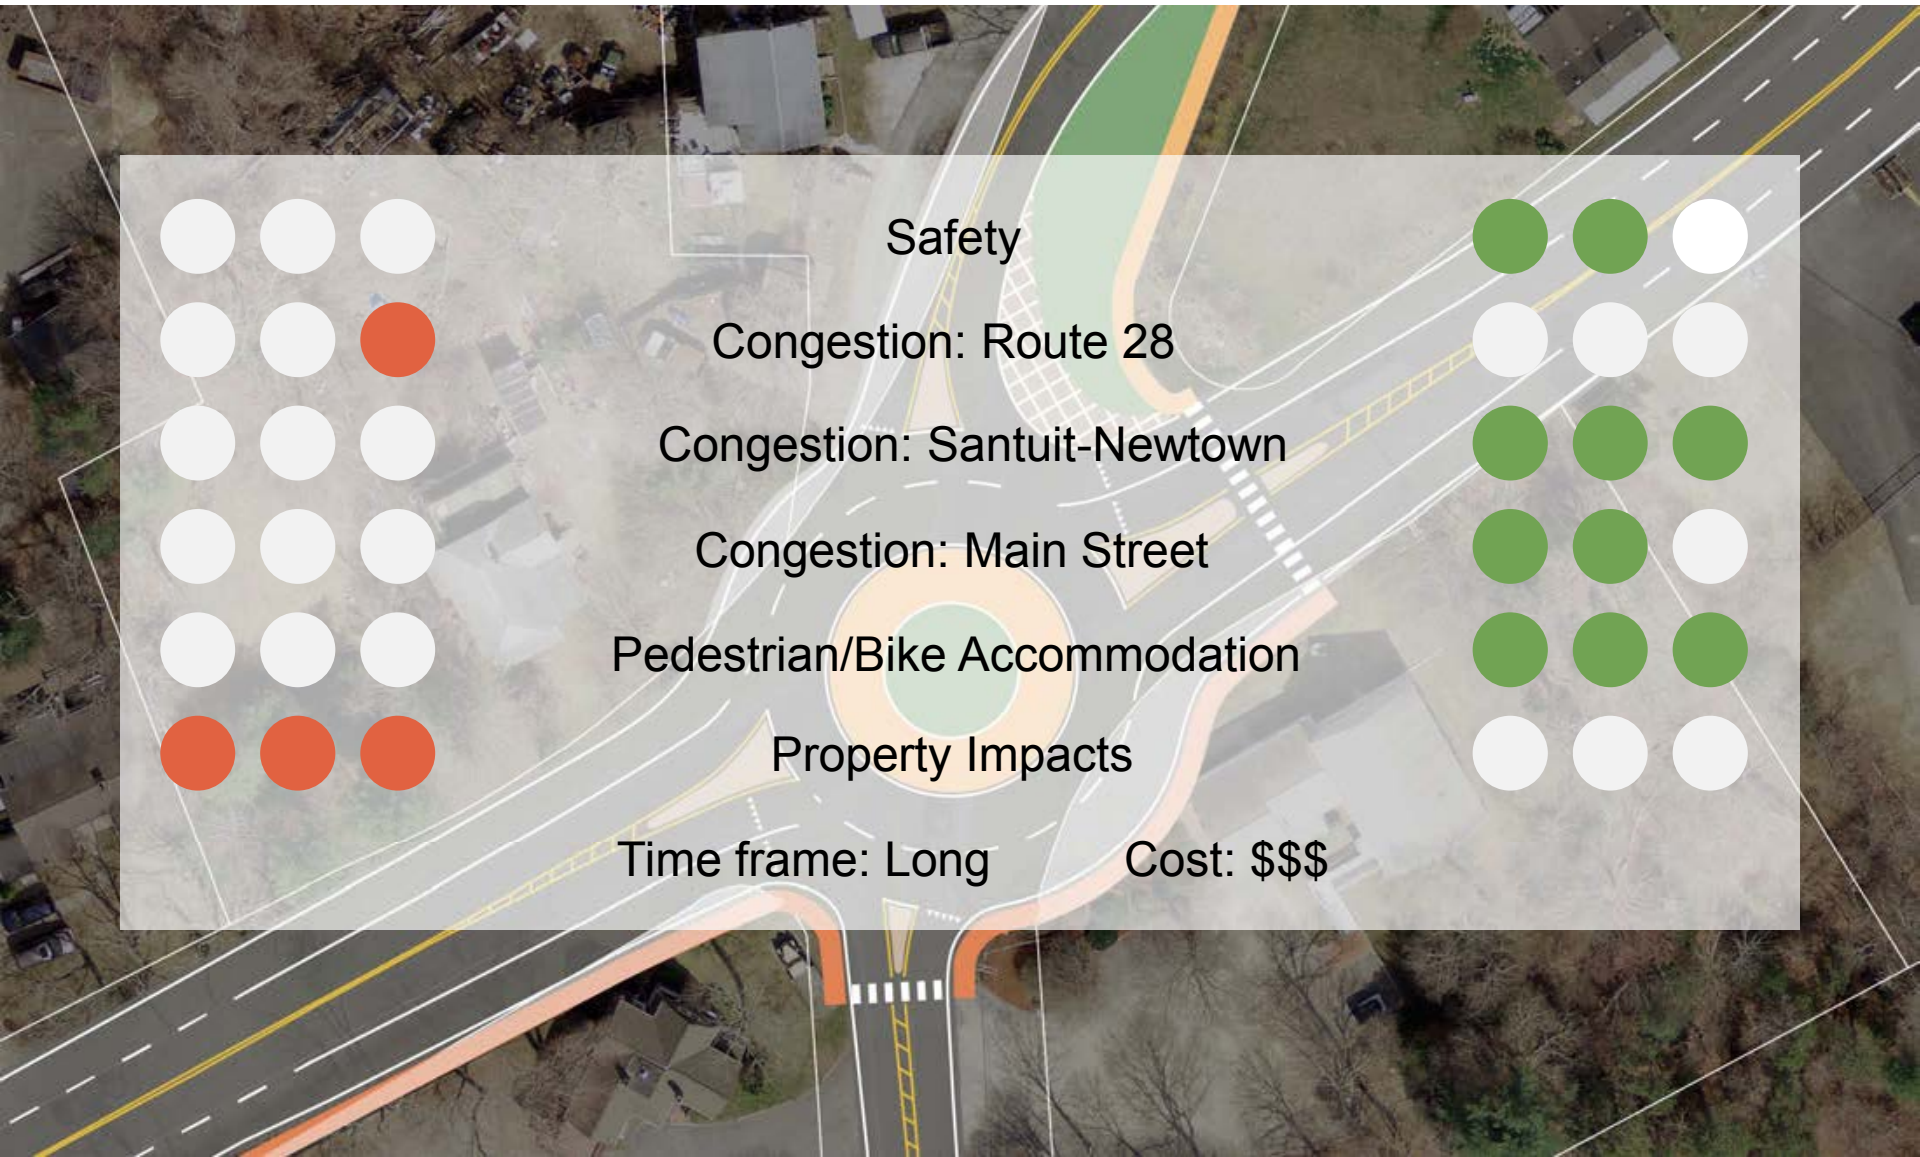 Safety
Congestion: Route 28
Congestion: Santuit-Newtown
Congestion: Main Street
Pedestrian/Bike Accommodation
Property Impacts
Time frame: Long Cost: $$$